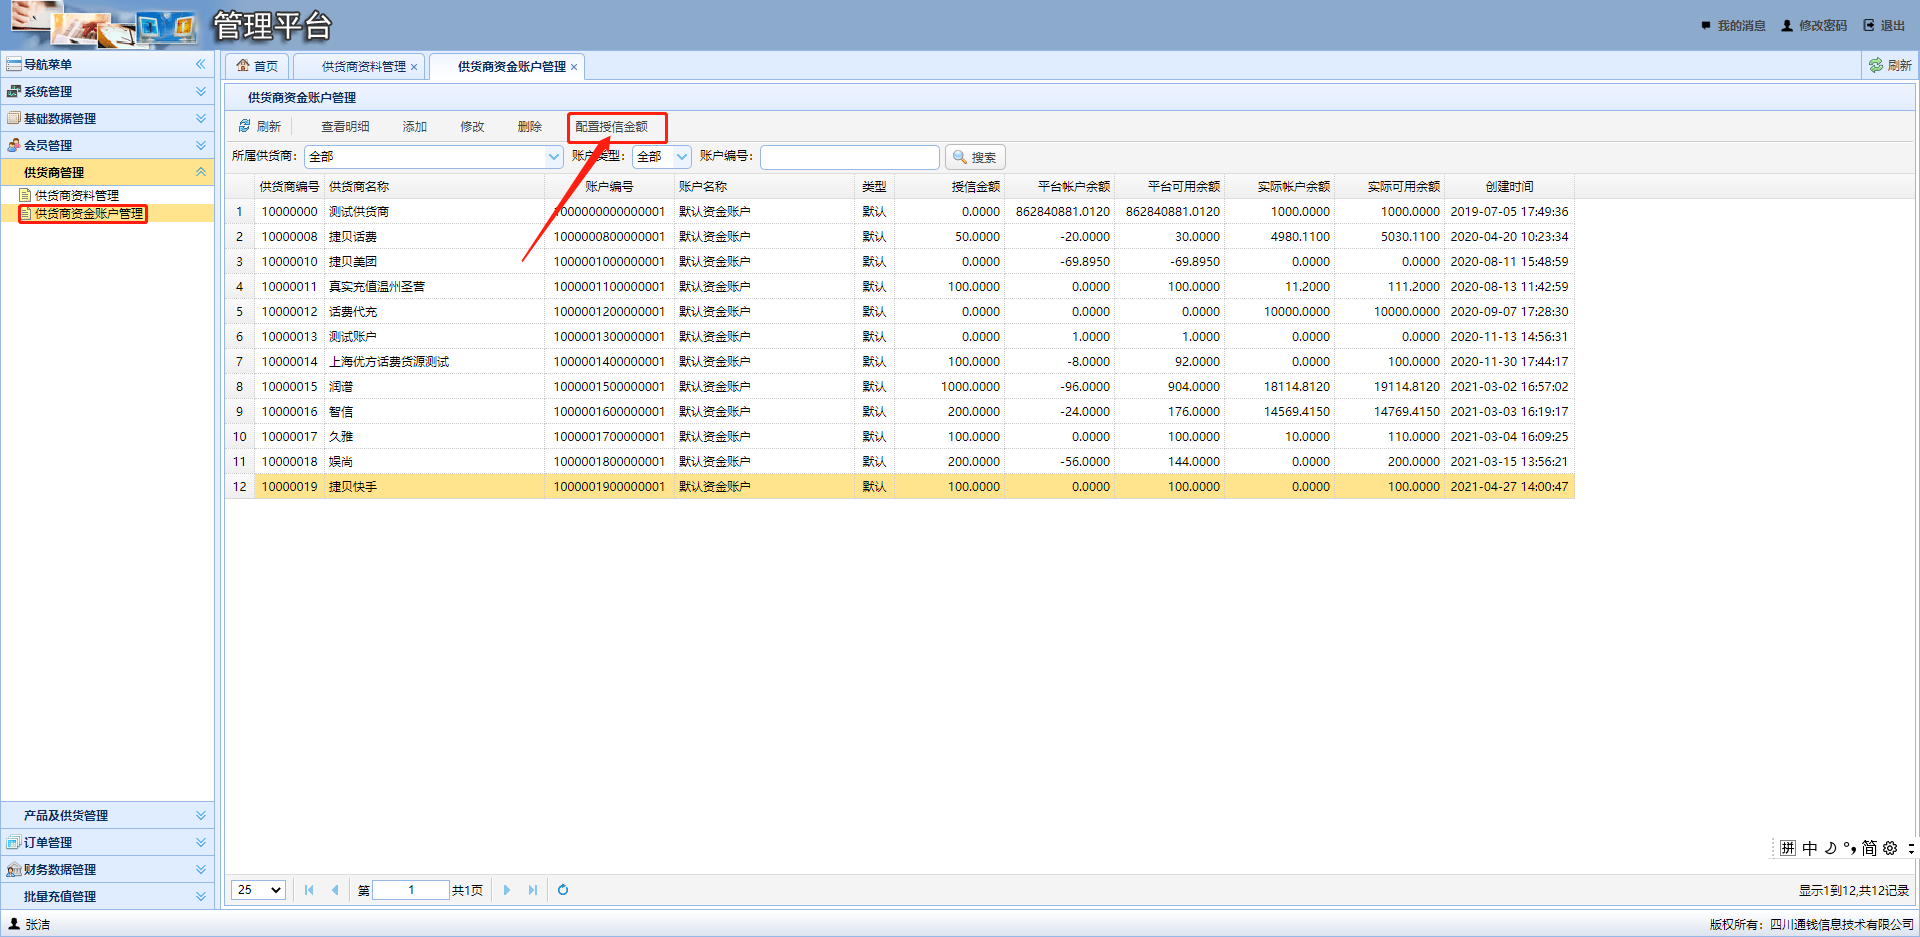 管理平台
我的消息 修改密码 退出
导航菜单
首页 供货商资料管理 × 供货商资金账户管理 × 刷新
系统管理
基础数据管理
会员管理
供货商管理
供货商资料管理
供货商资金账户管理
产品及供货管理
订单管理
财务数据管理
批量充值管理
供货商资金账户管理
刷新 查看明细 添加 修改 删除 配置授信金额
所属供货商： 全部 账户类型： 全部 账户编号： 搜索
供货商编号 供货商名称 账户编号 账户名称 类型 授信金额 平台帐户余额 平台可用余额 实际帐户余额 实际可用余额 创建时间
1 10000000 测试供货商 1000000000000001 默认资金账户 默认 0.0000 862840881.0120 862840881.0120 1000.0000 1000.0000 2019-07-05 17:49:36
2 10000008 捷贝话费 1000000800000001 默认资金账户 默认 50.0000 -20.0000 30.0000 4980.1100 5030.1100 2020-04-20 10:23:34
3 10000010 捷贝美团 1000001000000001 默认资金账户 默认 0.0000 -69.8950 -69.8950 0.0000 0.0000 2020-08-11 15:48:59
4 10000011 真实充值温州圣营 1000001100000001 默认资金账户 默认 100.0000 0.0000 100.0000 11.2000 111.2000 2020-08-13 11:42:59
5 10000012 话费代充 1000001200000001 默认资金账户 默认 0.0000 0.0000 0.0000 10000.0000 10000.0000 2020-09-07 17:28:30
6 10000013 测试账户 1000001300000001 默认资金账户 默认 0.0000 1.0000 1.0000 0.0000 0.0000 2020-11-13 14:56:31
7 10000014 上海优方话费货源测试 1000001400000001 默认资金账户 默认 100.0000 -8.0000 92.0000 0.0000 100.0000 2020-11-30 17:44:17
8 10000015 润谱 1000001500000001 默认资金账户 默认 1000.0000 -96.0000 904.0000 18114.8120 19114.8120 2021-03-02 16:57:02
9 10000016 智信 1000001600000001 默认资金账户 默认 200.0000 -24.0000 176.0000 14569.4150 14769.4150 2021-03-03 16:19:17
10 10000017 久雅 1000001700000001 默认资金账户 默认 100.0000 0.0000 100.0000 10.0000 110.0000 2021-03-04 16:09:25
11 10000018 娱尚 1000001800000001 默认资金账户 默认 200.0000 -56.0000 144.0000 0.0000 200.0000 2021-03-15 13:56:21
12 10000019 捷贝快手 1000001900000001 默认资金账户 默认 100.0000 0.0000 100.0000 0.0000 100.0000 2021-04-27 14:00:47
拼 中 简
25 第 1 共1页 显示1到12,共12记录
张洁 版权所有：四川通钱信息技术有限公司